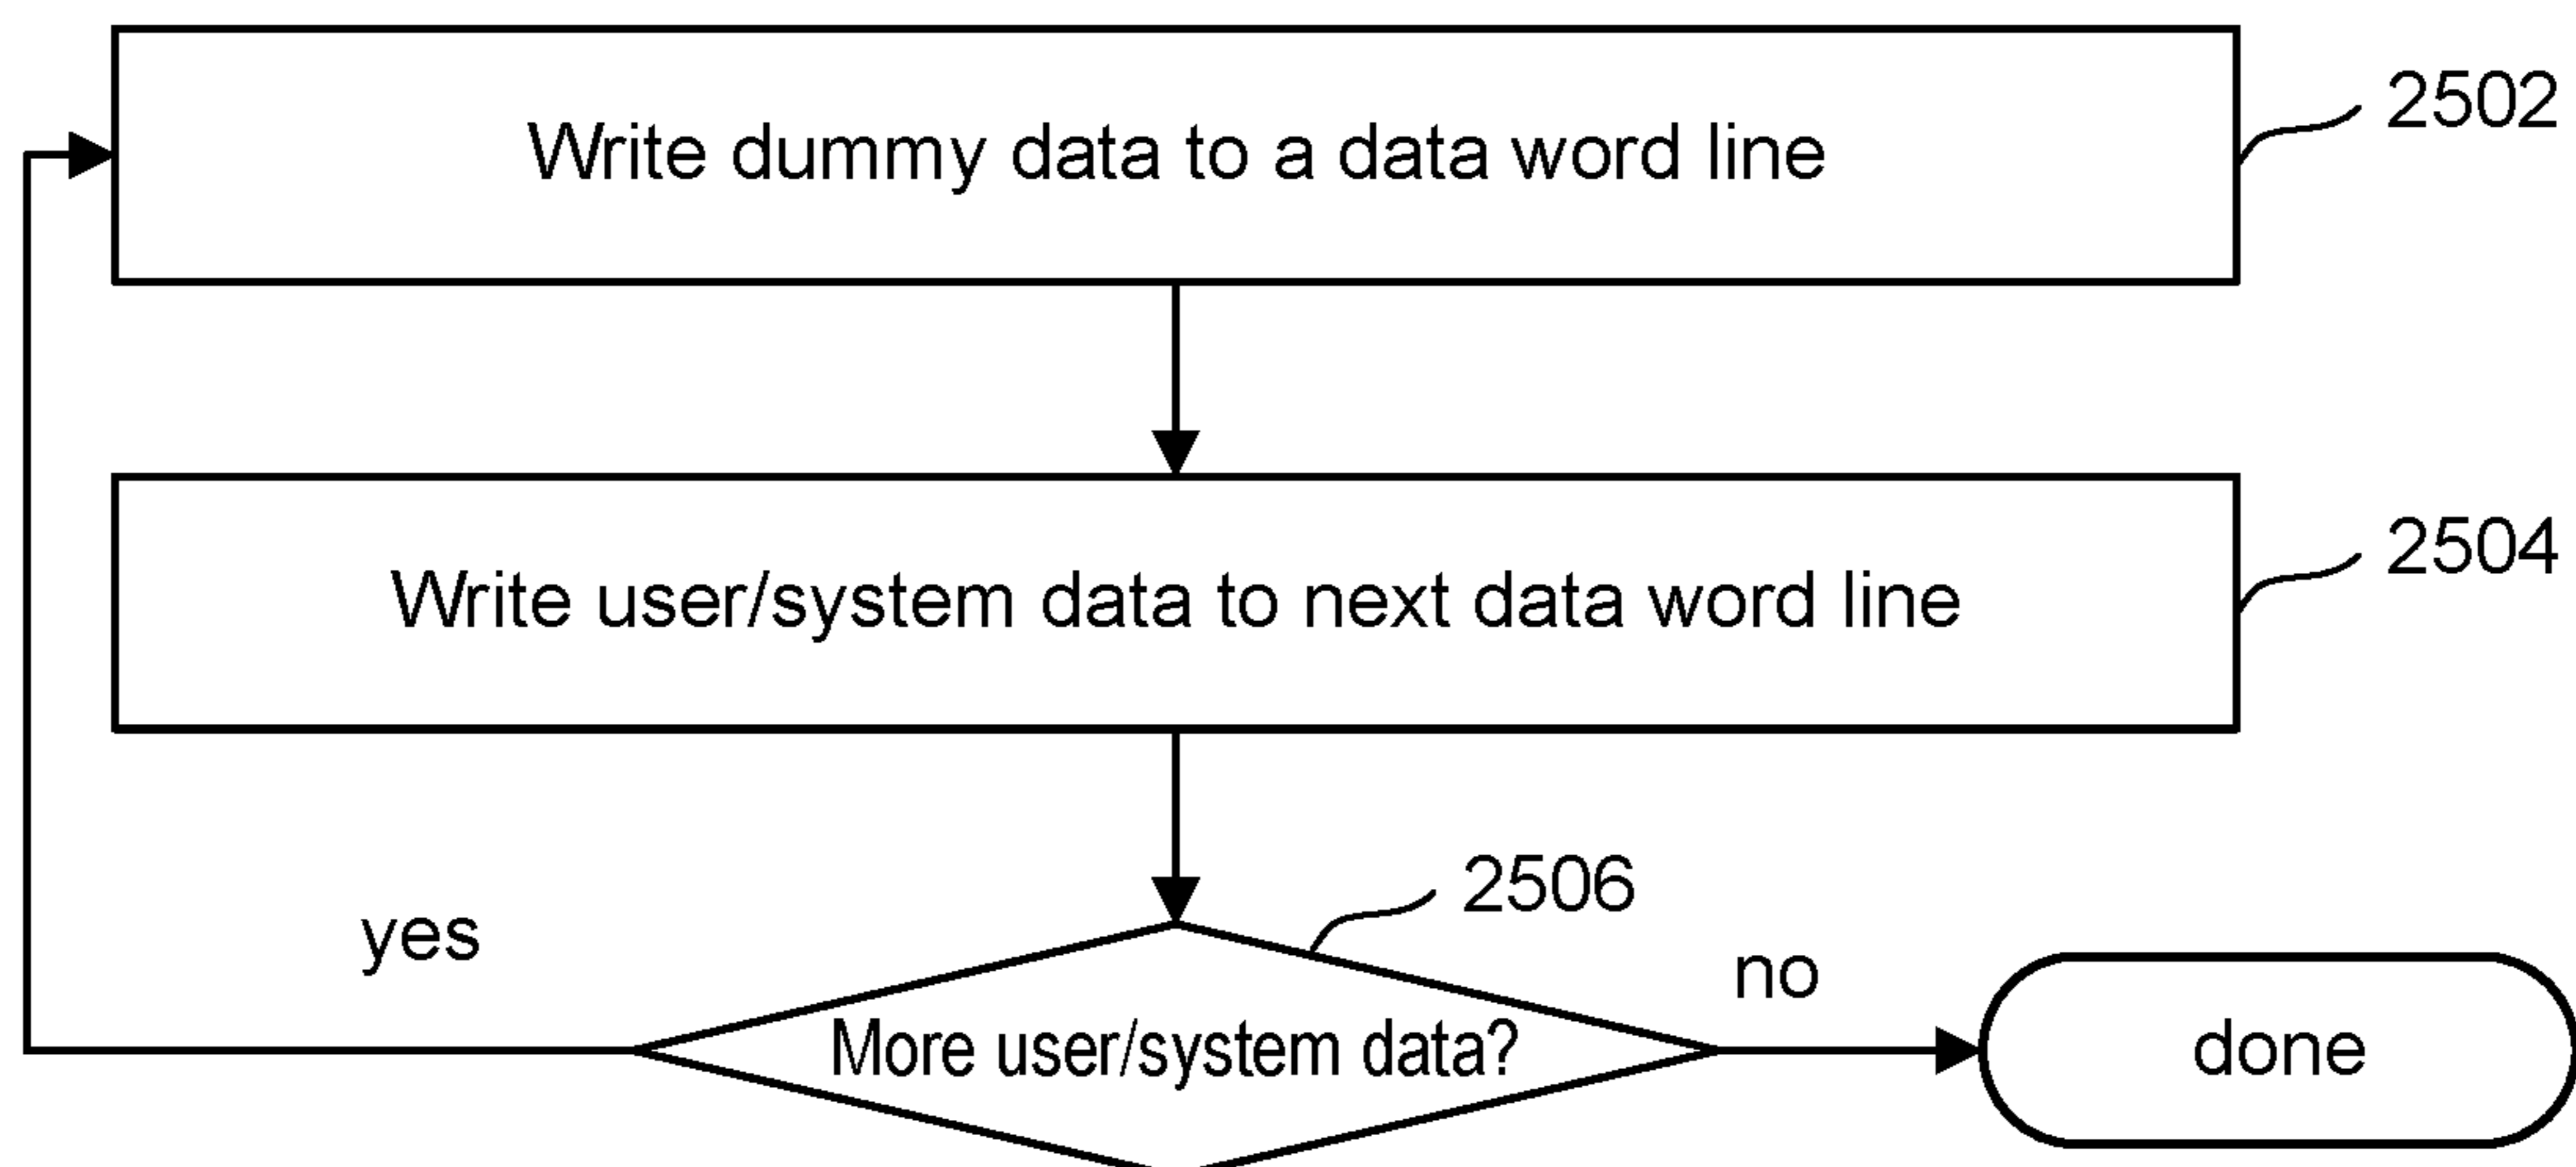 Write dummy data to a data word line
2502
Write user/system data to next data word line
2504
2506
yes
no
More user/system data?
done